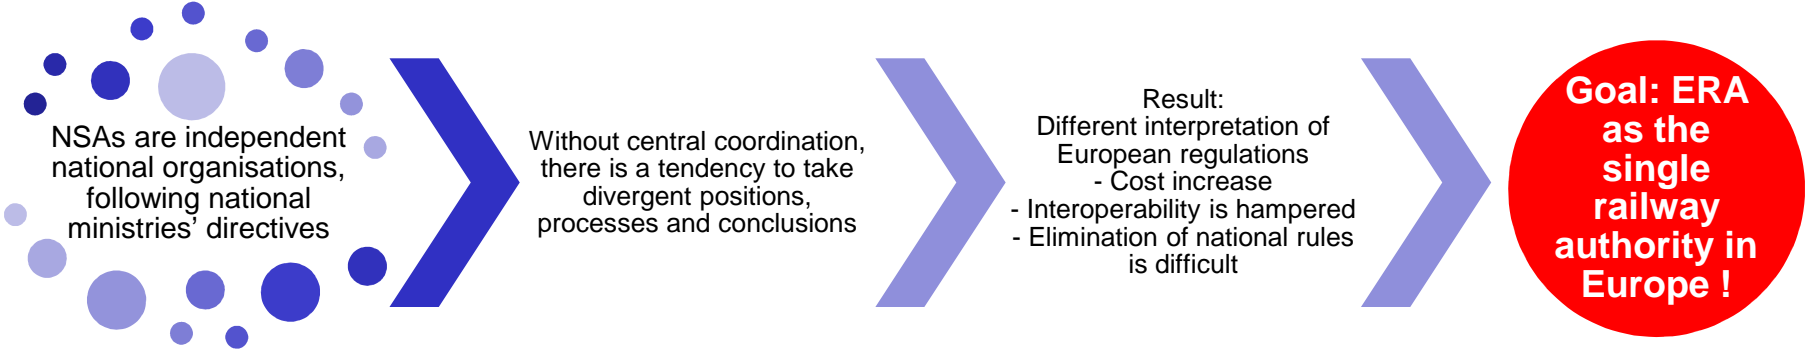 NSAs are independent
national organisations,
following national
ministries’ directives
Without central coordination,
there is a tendency to take
divergent positions,
processes and conclusions
Result:
Different interpretation of
European regulations
- Cost increase
- Interoperability is hampered
- Elimination of national rules
is difficult
Goal: ERA
as the
single
railway
authority in
Europe !